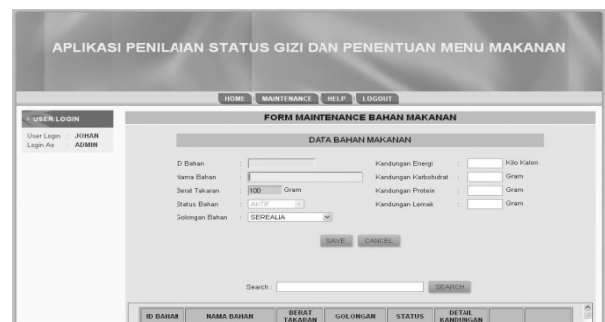 APLIKASI PENILAIAN STATUS GIZI DAN PENENTUAN MENU MAKANAN
HOME MAINTENANCE HELP LOGOUT
USER LOGIN
User Login : JOHAN
Login As : ADMIN
FORM MAINTENANCE BAHAN MAKANAN
DATA BAHAN MAKANAN
ID Bahan :
Nama Bahan :
Berat Takaran : 100 Gram
Status Bahan : AKTIF
Golongan Bahan : SEREALIA
Kandungan Energi : Kilo Kalori
Kandungan Karbohidrat : Gram
Kandungan Protein : Gram
Kandungan Lemak : Gram
SAVE CANCEL
Search : SEARCH
ID BAHAN NAMA BAHAN BERAT TAKARAN GOLONGAN STATUS DETAIL KANDUNGAN